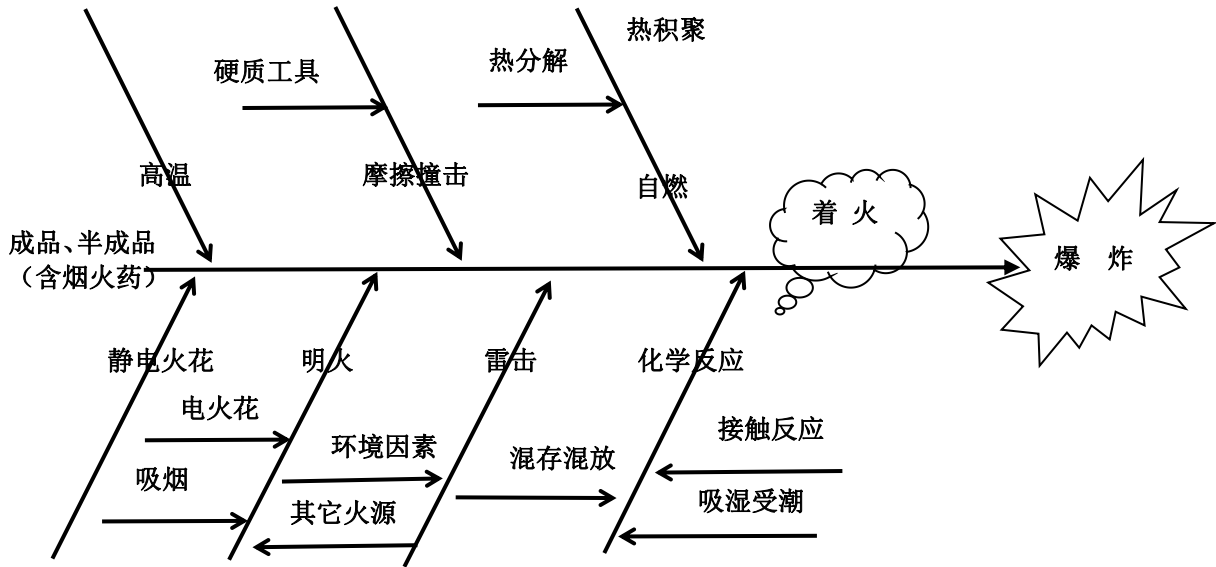 热积聚
热分解
硬质工具
高温
摩擦撞击
自燃
着 火
成品、半成品
（含烟火药）
爆 炸
静电火花
明火
雷击
化学反应
电火花
接触反应
环境因素
混存混放
吸烟
吸湿受潮
其它火源